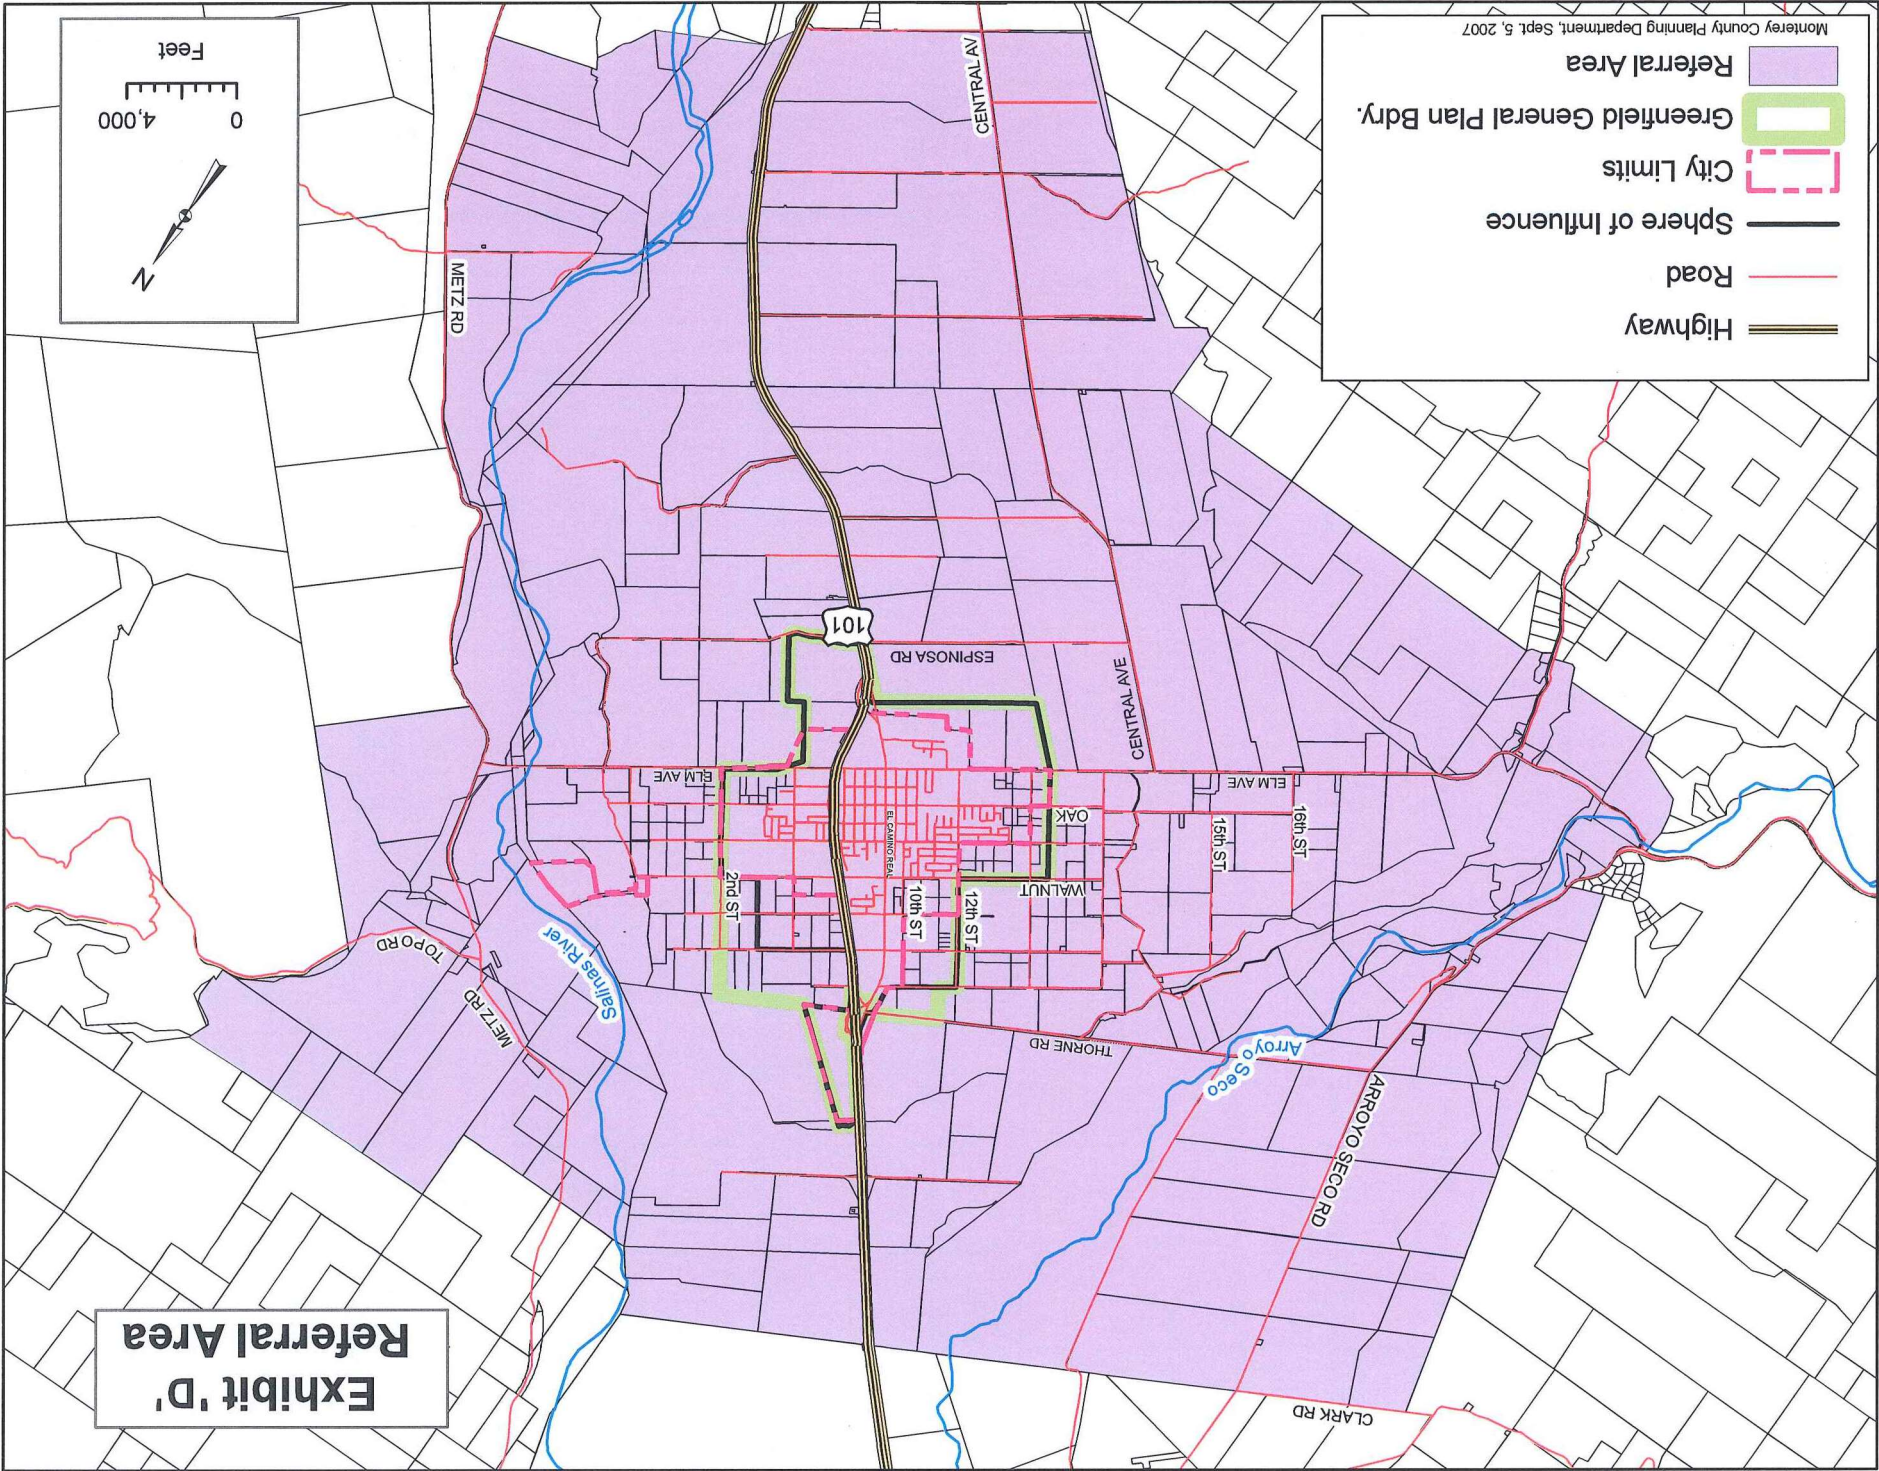 Exhibit 'D'
Referral Area
CLARK RD
ARROYO SECO RD
Arroyo Seco
THORNE RD
METZ RD
TOPO RD
Salinas River
12th ST
10th ST
2nd ST
WALNUT
16th ST
15th ST
OAK
EL CAMINO REAL
ELM AVE
ELM AVE
CENTRAL AVE
ESPINOSA RD
101
METZ RD
CENTRAL AV
Highway
Road
Sphere of Influence
City Limits
Greenfield General Plan Bdry.
Referral Area
Monterey County Planning Department, Sept. 5, 2007
N
0 4,000
Feet